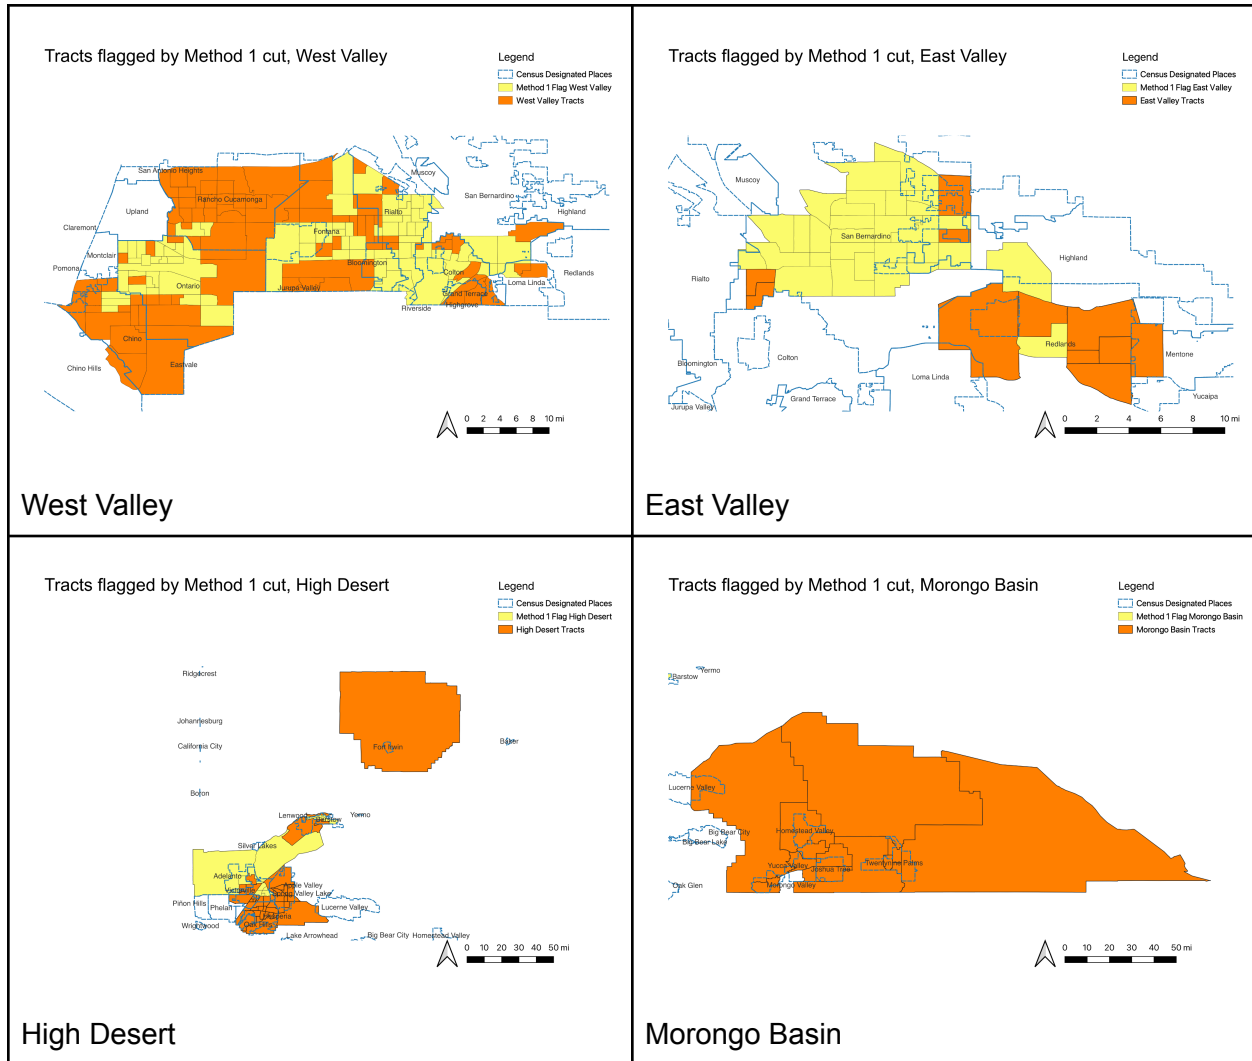 Tracts flagged by Method 1 cut, West Valley
Legend
Census Designated Places
Method 1 Flag West Valley
West Valley Tracts
San Antonio Heights
Muscoy
Rancho Cucamonga
San Bernardino
Upland
Rialto
Highland
Claremont
Fontana
Montclair
Bloomington
Pomona
Colton
Redlands
Ontario
Jurupa Valley
Loma Linda
Grand Terrace
Highgrove
Riverside
Chino
Eastvale
Chino Hills
0 2 4 6 8 10 mi
West Valley
Tracts flagged by Method 1 cut, East Valley
Legend
Census Designated Places
Method 1 Flag East Valley
East Valley Tracts
Muscoy
San Bernardino
Highland
Rialto
Redlands
Mentone
Bloomington
Colton
Loma Linda
Grand Terrace
Yucaipa
Jurupa Valley
0 2 4 6 8 10 mi
East Valley
Tracts flagged by Method 1 cut, High Desert
Legend
Census Designated Places
Method 1 Flag High Desert
High Desert Tracts
Ridgecrest
Johannesburg
California City
Fort Irwin
Baker
Boron
Lenwood
Barstow
Yermo
Silver Lakes
Adelanto
Victorville
Apple Valley
Spring Valley Lake
Piñon Hills
Phelan
Lucerne Valley
Hesperia
Wrightwood
Oak Hills
Lake Arrowhead
Big Bear City
Homestead Valley
0 10 20 30 40 50 mi
High Desert
Tracts flagged by Method 1 cut, Morongo Basin
Legend
Census Designated Places
Method 1 Flag Morongo Basin
Morongo Basin Tracts
Yermo
Barstow
Lucerne Valley
Big Bear City
Big Bear Lake
Homestead Valley
Yucca Valley
Joshua Tree
Twentynine Palms
Oak Glen
Morongo Valley
0 10 20 30 40 50 mi
Morongo Basin